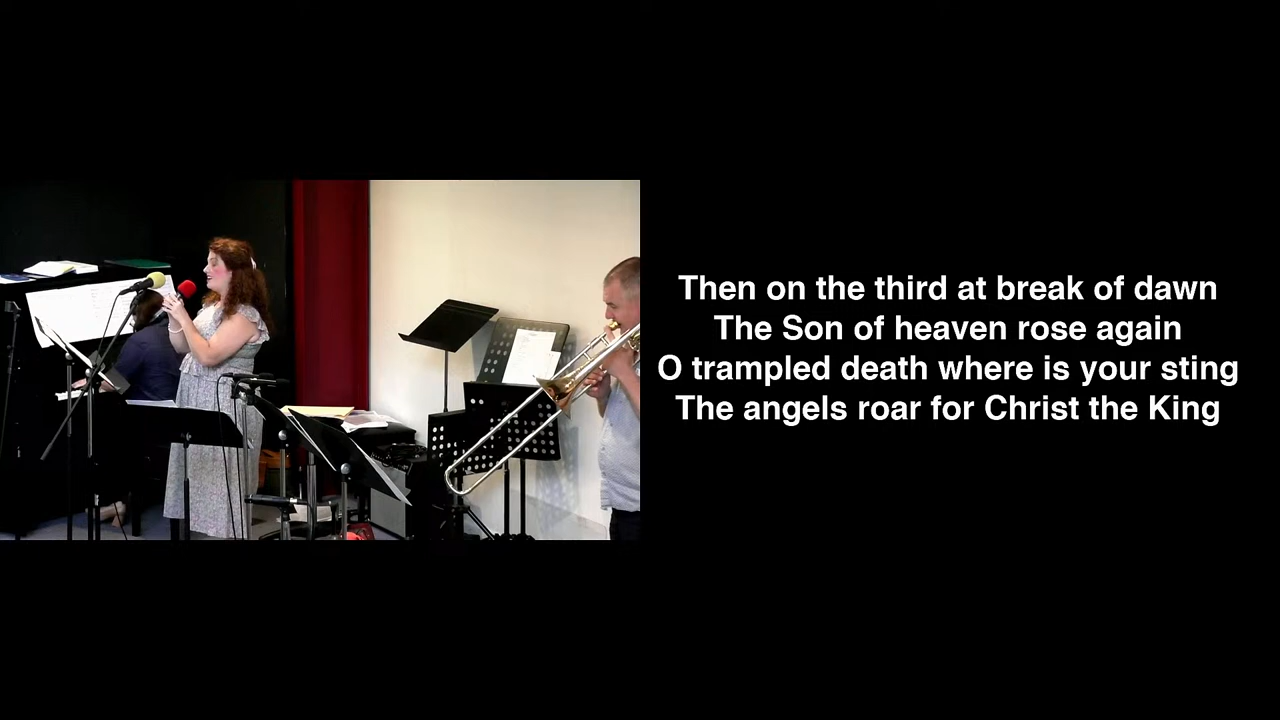 Then on the third at break of dawn
The Son of heaven rose again
O trampled death where is your sting
The angels roar for Christ the King